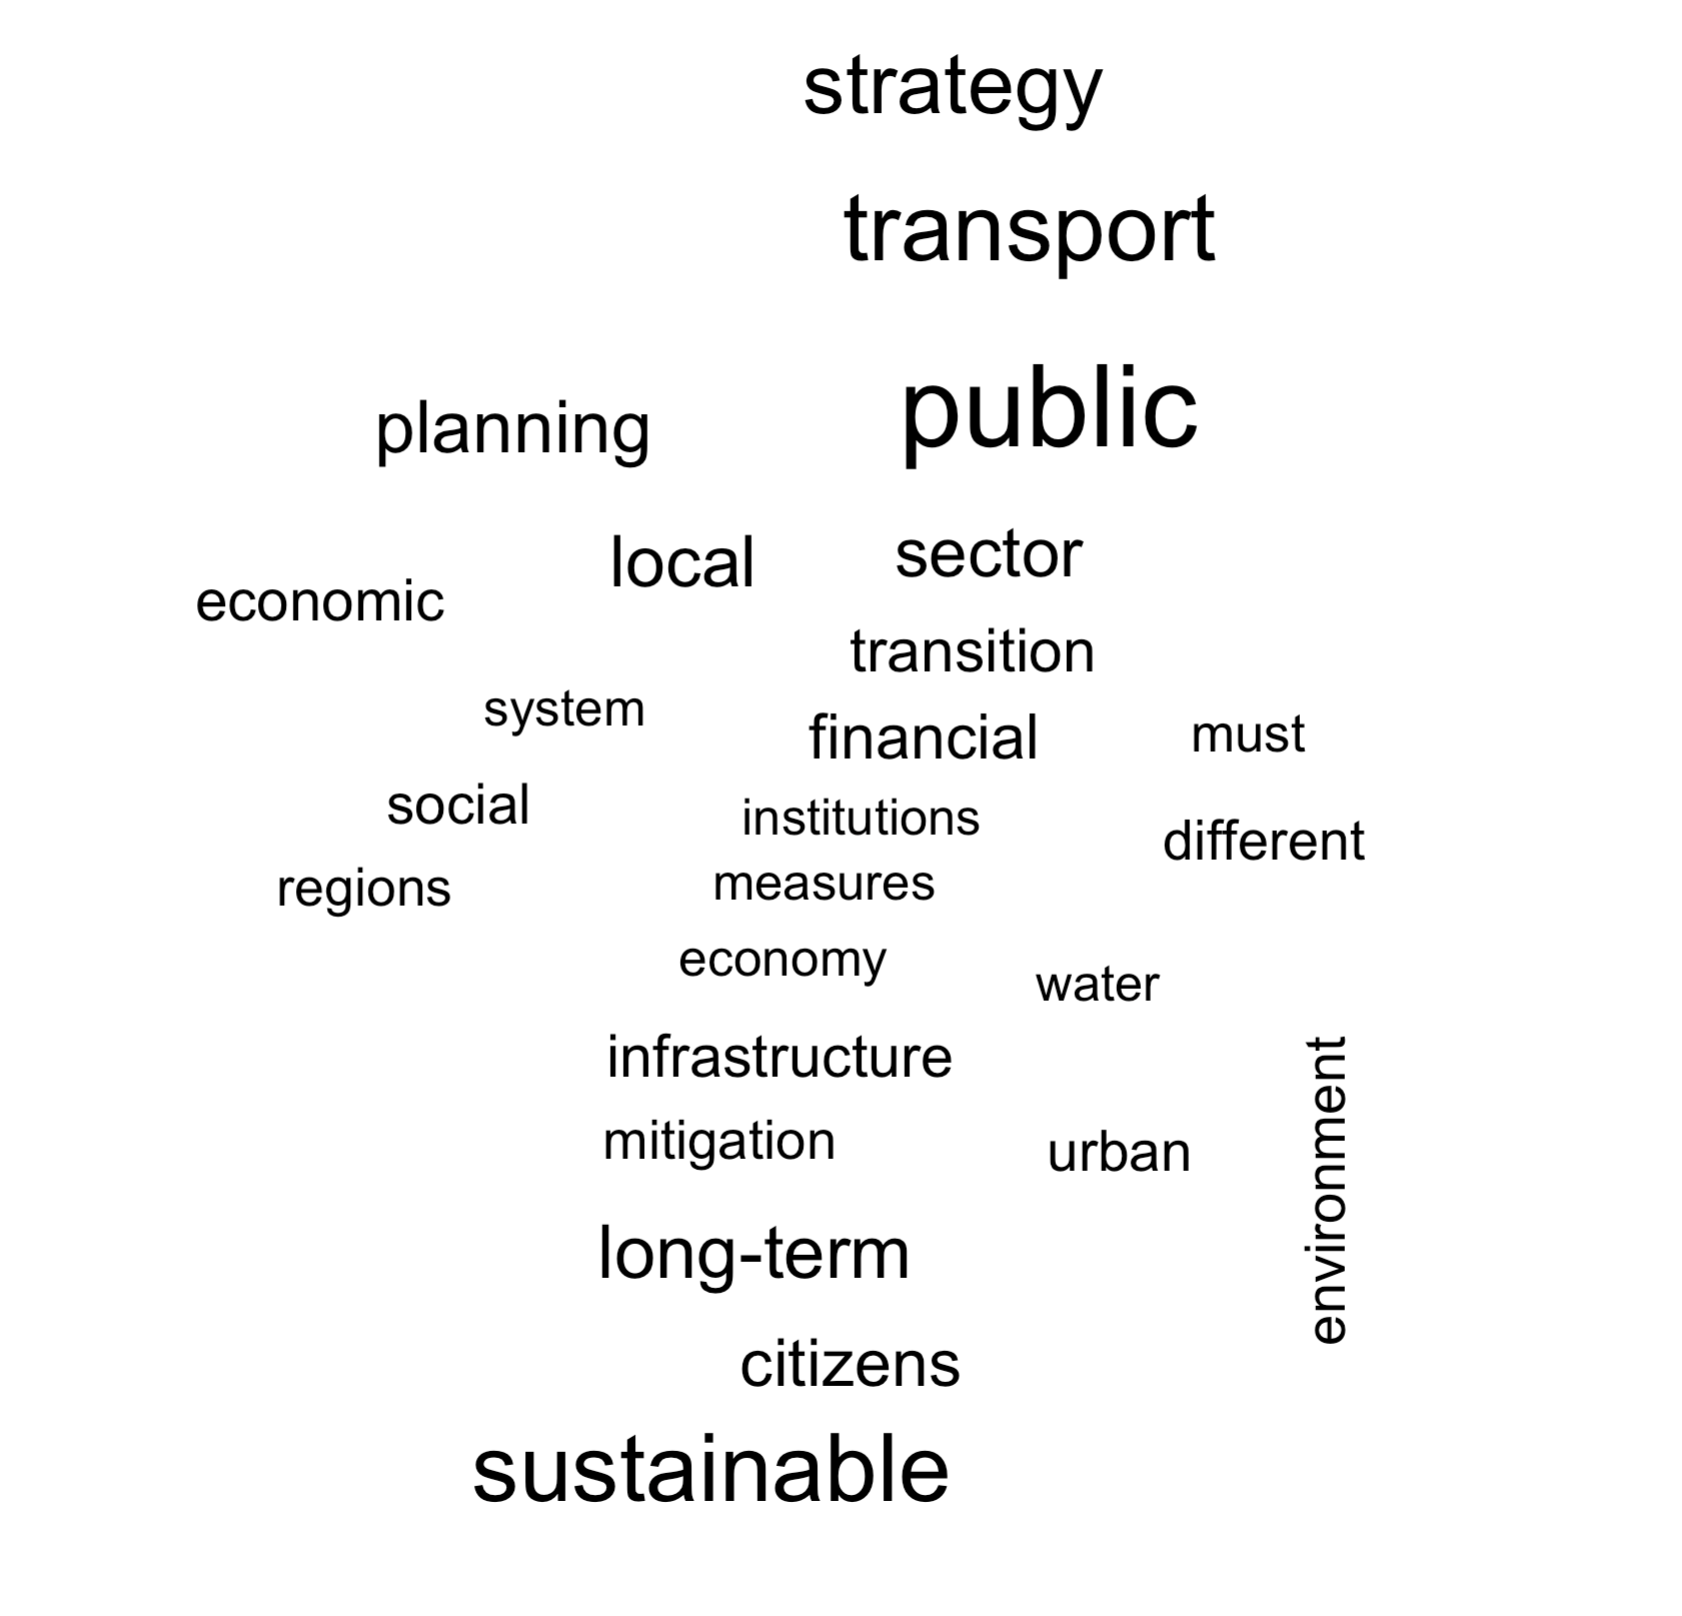 strategy
transport
public
planning
sector
local
economic
transition
system
financial
must
social
institutions
different
regions
measures
economy
water
infrastructure
environment
mitigation
urban
long-term
citizens
sustainable